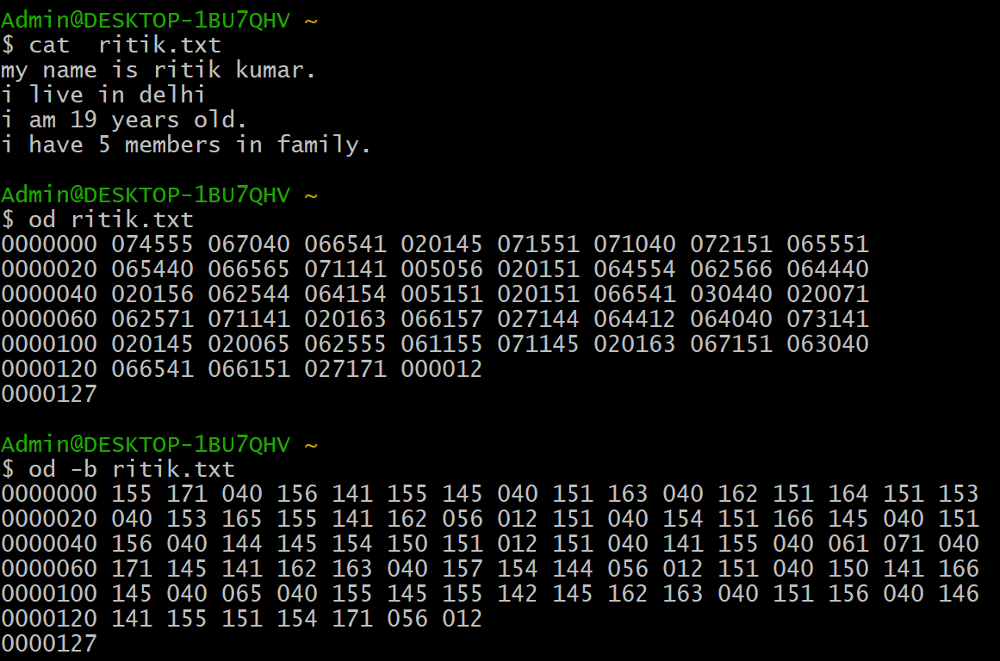 Admin@DESKTOP-1BU7QHV ~
$ cat  ritik.txt
my name is ritik kumar.
i live in delhi
i am 19 years old.
i have 5 members in family.

Admin@DESKTOP-1BU7QHV ~
$ od ritik.txt
0000000 074555 067040 066541 020145 071551 071040 072151 065551
0000020 065440 066565 071141 005056 020151 064554 062566 064440
0000040 020156 062544 064154 005151 020151 066541 030440 020071
0000060 062571 071141 020163 066157 027144 064412 064040 073141
0000100 020145 020065 062555 061155 071145 020163 067151 063040
0000120 066541 066151 027171 000012
0000127

Admin@DESKTOP-1BU7QHV ~
$ od -b ritik.txt
0000000 155 171 040 156 141 155 145 040 151 163 040 162 151 164 151 153
0000020 040 153 165 155 141 162 056 012 151 040 154 151 166 145 040 151
0000040 156 040 144 145 154 150 151 012 151 040 141 155 040 061 071 040
0000060 171 145 141 162 163 040 157 154 144 056 012 151 040 150 141 166
0000100 145 040 065 040 155 145 155 142 145 162 163 040 151 156 040 146
0000120 141 155 151 154 171 056 012
0000127